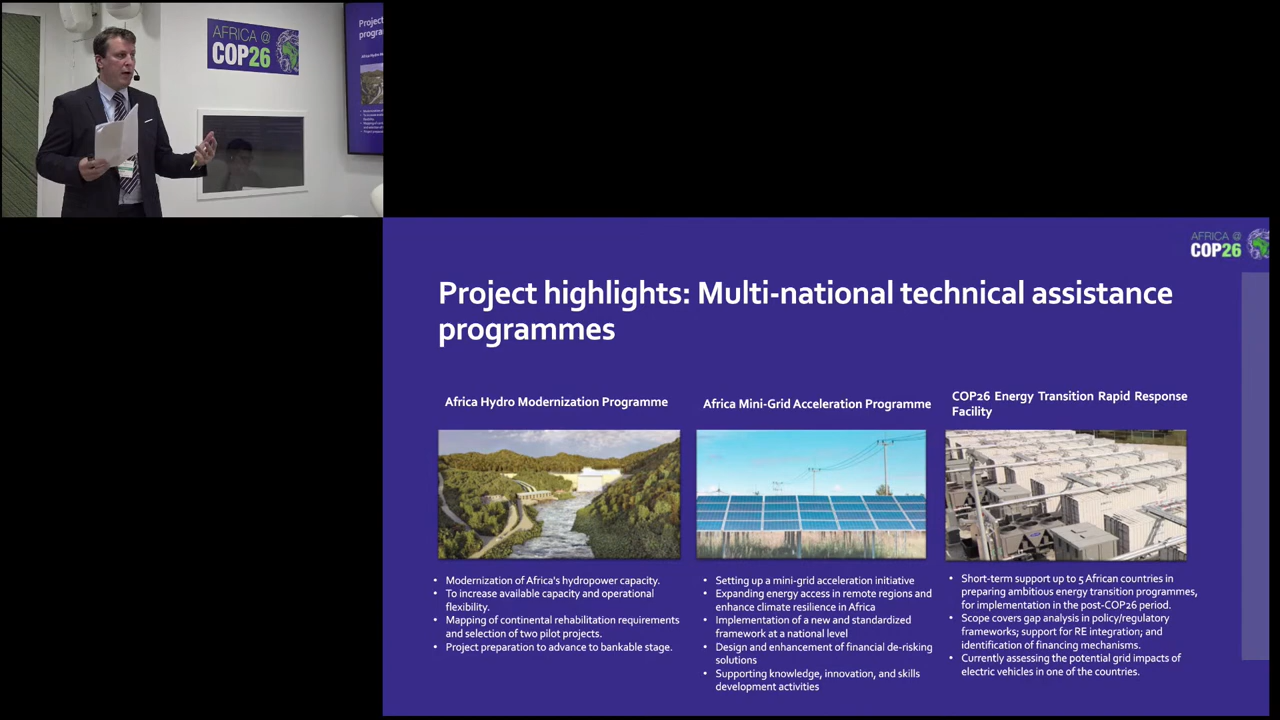 AFRICA @
COP26
Project
progra
Africa Hydro M
AFRICA @
COP26
Project highlights: Multi-national technical assistance
programmes
Africa Hydro Modernization Programme
Africa Mini-Grid Acceleration Programme
COP26 Energy Transition Rapid Response
Facility
• Modernization of Africa's hydropower capacity.
• To increase available capacity and operational
flexibility.
• Mapping of continental rehabilitation requirements
and selection of two pilot projects.
• Project preparation to advance to bankable stage.
• Setting up a mini-grid acceleration initiative
• Expanding energy access in remote regions and
enhance climate resilience in Africa
• Implementation of a new and standardized
framework at a national level
• Design and enhancement of financial de-risking
solutions
• Supporting knowledge, innovation, and skills
development activities
• Short-term support up to 5 African countries in
preparing ambitious energy transition programmes,
for implementation in the post-COP26 period.
• Scope covers gap analysis in policy/regulatory
frameworks; support for RE integration; and
identification of financing mechanisms.
• Currently assessing the potential grid impacts of
electric vehicles in one of the countries.